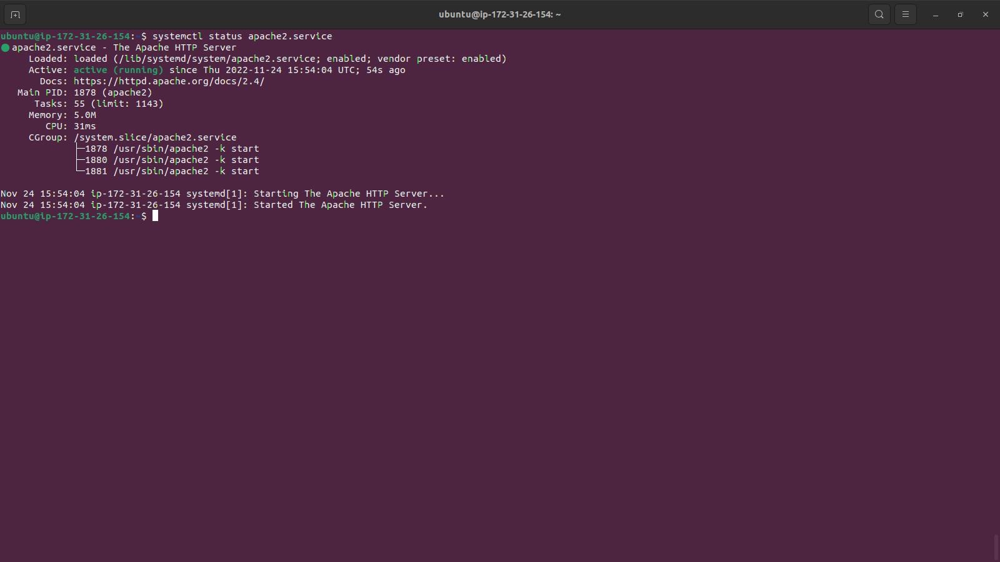 ubuntu@ip-172-31-26-154: ~
ubuntu@ip-172-31-26-154:~$ systemctl status apache2.service
● apache2.service - The Apache HTTP Server
     Loaded: loaded (/lib/systemd/system/apache2.service; enabled; vendor preset: enabled)
     Active: active (running) since Thu 2022-11-24 15:54:04 UTC; 54s ago
       Docs: https://httpd.apache.org/docs/2.4/
   Main PID: 1878 (apache2)
      Tasks: 55 (limit: 1143)
     Memory: 5.0M
        CPU: 31ms
     CGroup: /system.slice/apache2.service
             ├─1878 /usr/sbin/apache2 -k start
             ├─1880 /usr/sbin/apache2 -k start
             └─1881 /usr/sbin/apache2 -k start

Nov 24 15:54:04 ip-172-31-26-154 systemd[1]: Starting The Apache HTTP Server...
Nov 24 15:54:04 ip-172-31-26-154 systemd[1]: Started The Apache HTTP Server.
ubuntu@ip-172-31-26-154:~$